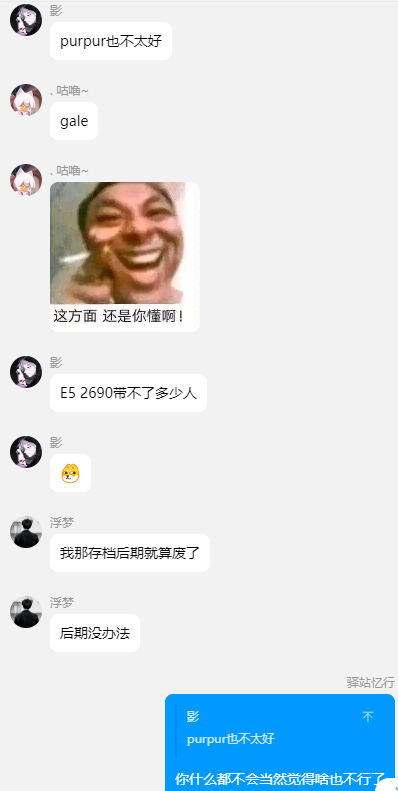 影
purpur也不太好
. 咕噜~
gale
. 咕噜~
这方面 还是你懂啊!
影
E5 2690带不了多少人
影
浮梦
我那存档后期就算废了
浮梦
后期没办法
驿站忆行
影
purpur也不太好
你什么都不会当然觉得啥也不行了